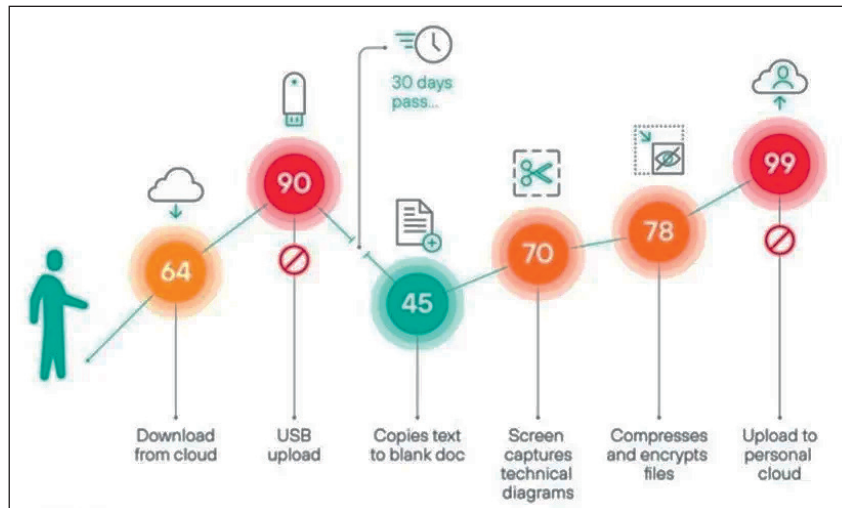 30 days
pass...
64
90
45
70
78
99
Download
from cloud
USB
upload
Copies text
to blank doc
Screen
captures
technical
diagrams
Compresses
and encrypts
files
Upload to
personal
cloud